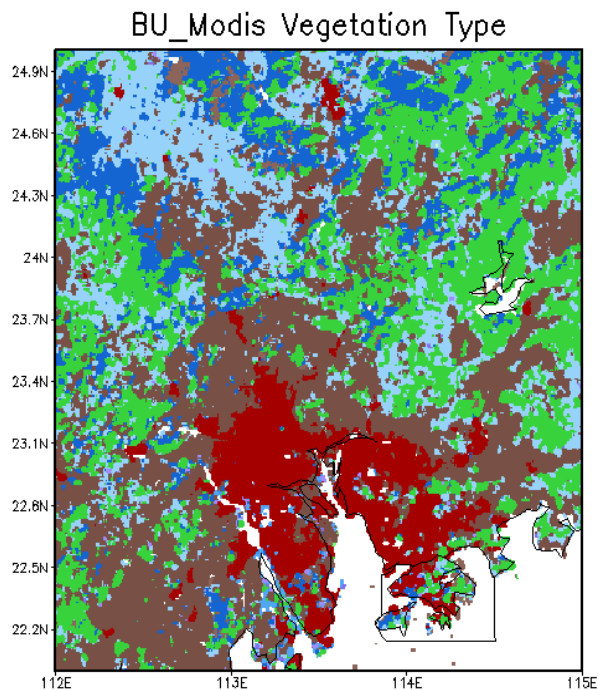 BU_Modis Vegetation Type
24.9N
24.6N
24.3N
24N
23.7N
23.4N
23.1N
22.8N
22.5N
22.2N
112E 113E 114E 115E